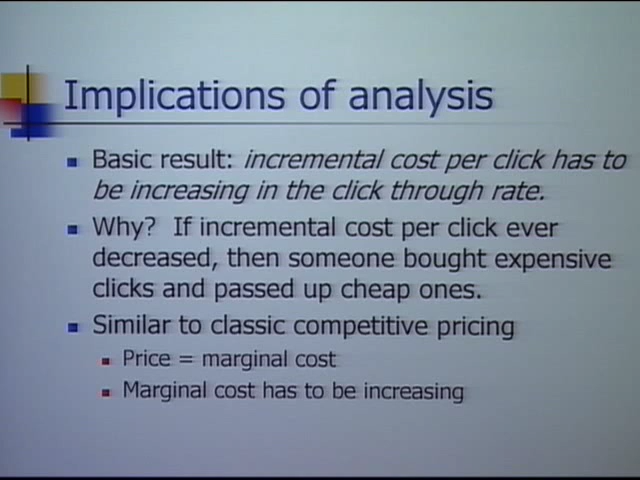 Implications of analysis
Basic result: incremental cost per click has to
be increasing in the click through rate.
Why? If incremental cost per click ever
decreased, then someone bought expensive
clicks and passed up cheap ones.
Similar to classic competitive pricing
Price = marginal cost
Marginal cost has to be increasing